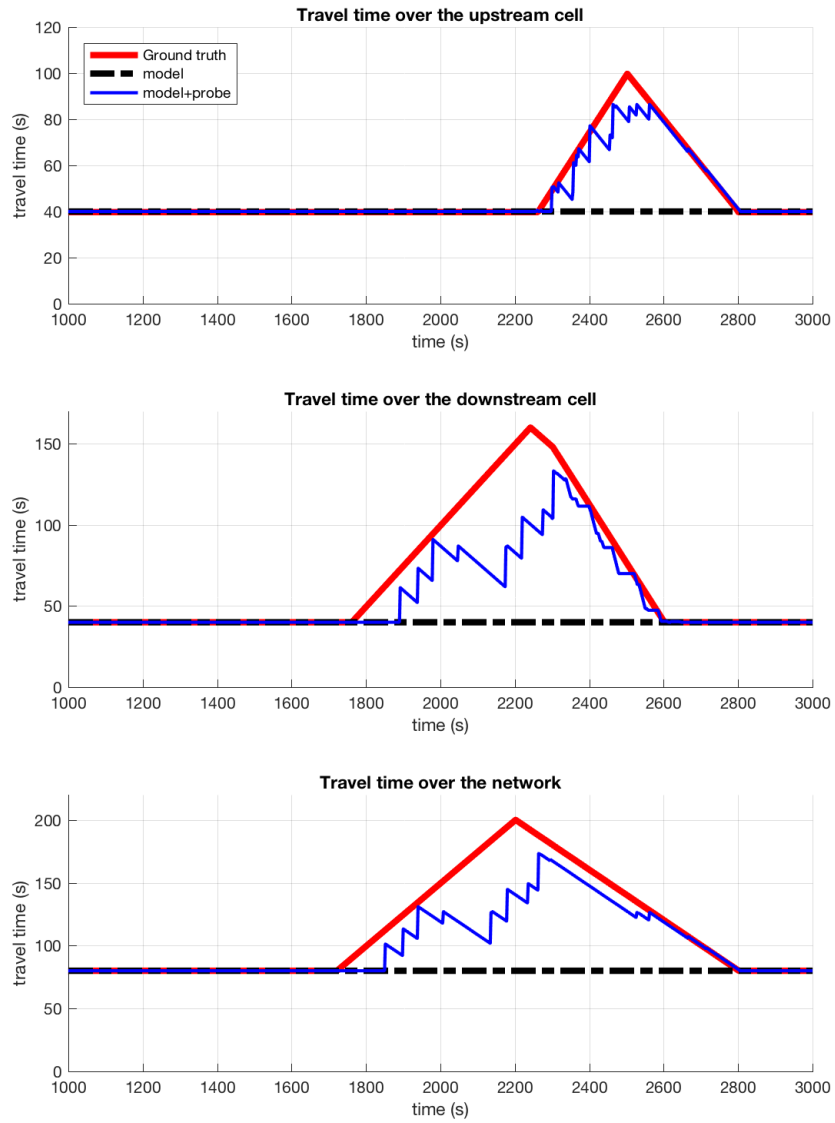 Travel time over the upstream cell
120
100
80
60
40
20
0
travel time (s)
Ground truth
model
model+probe
1000 1200 1400 1600 1800 2000 2200 2400 2600 2800 3000
time (s)
Travel time over the downstream cell
150
100
50
0
travel time (s)
1000 1200 1400 1600 1800 2000 2200 2400 2600 2800 3000
time (s)
Travel time over the network
200
150
100
50
0
travel time (s)
1000 1200 1400 1600 1800 2000 2200 2400 2600 2800 3000
time (s)